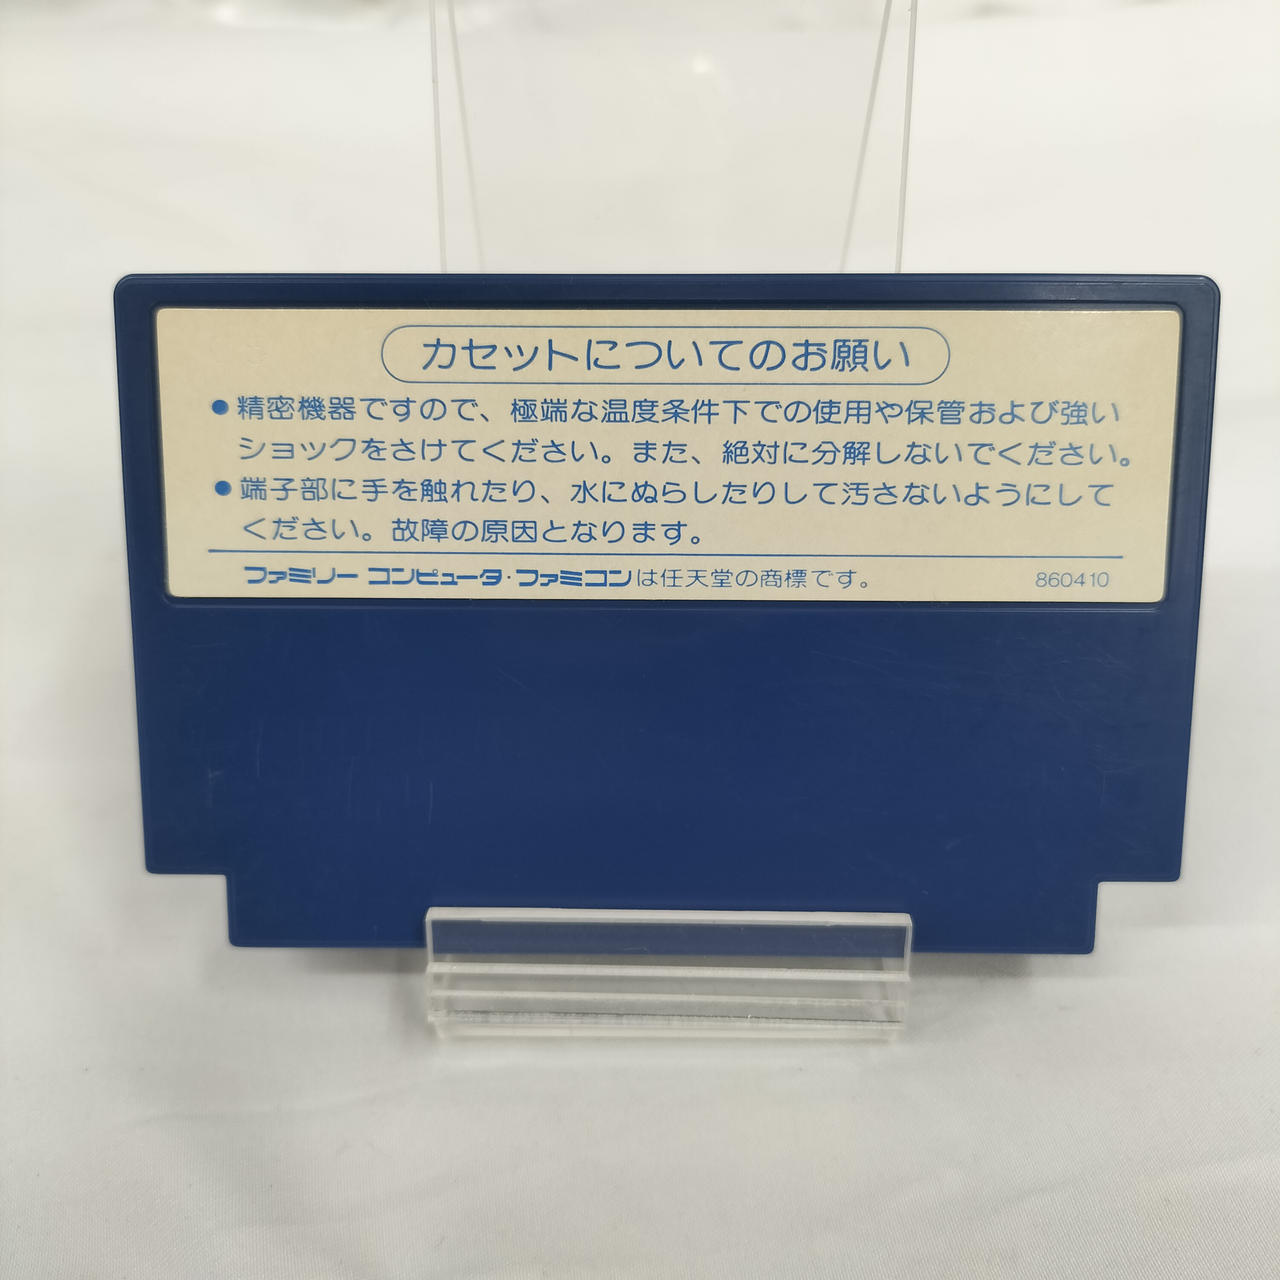 カセットについてのお願い
●精密機器ですので、極端な温度条件下での使用や保管および強い
ショックをさけてください。また、絶対に分解しないでください。
●端子部に手を触れたり、水にぬらしたりして汚さないようにして
ください。故障の原因となります。
ファミリー コンピュータ・ファミコンは任天堂の商標です。 860410